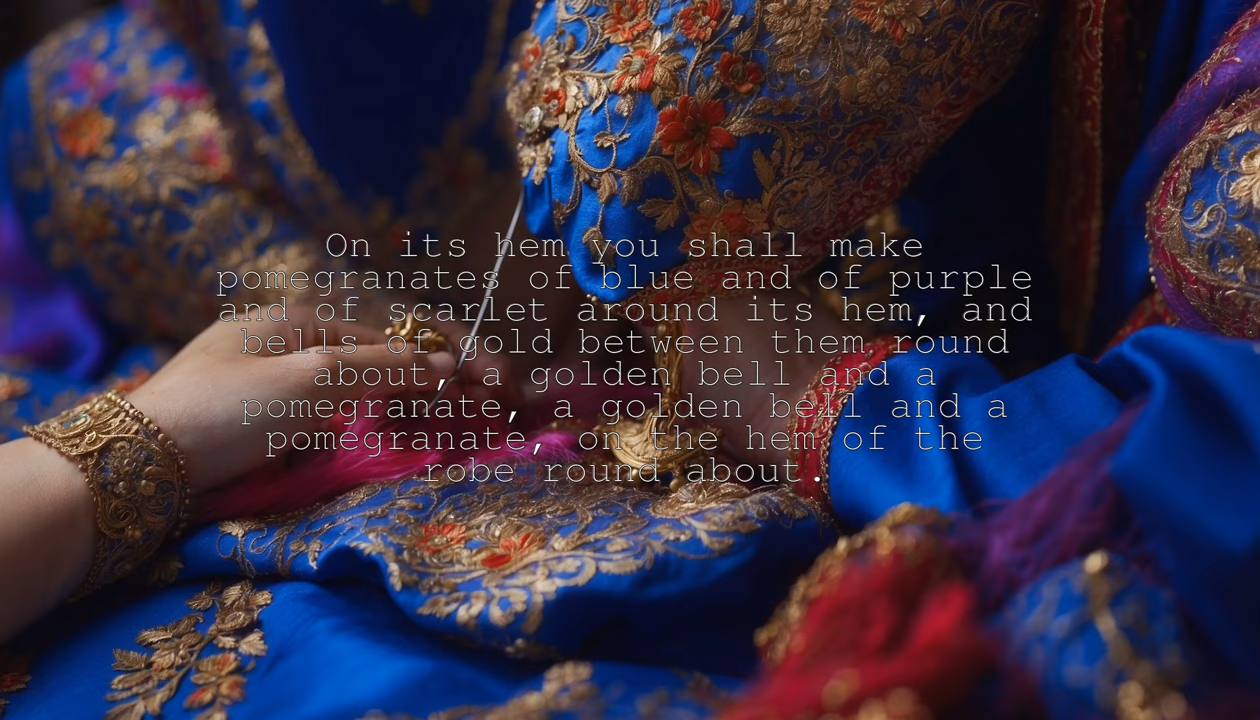 On its hem you shall make
pomegranates of blue and of purple
and of scarlet around its hem, and
bells of gold between them round
about, a golden bell and a
pomegranate, a golden bell and a
pomegranate, on the hem of the
robe round about.